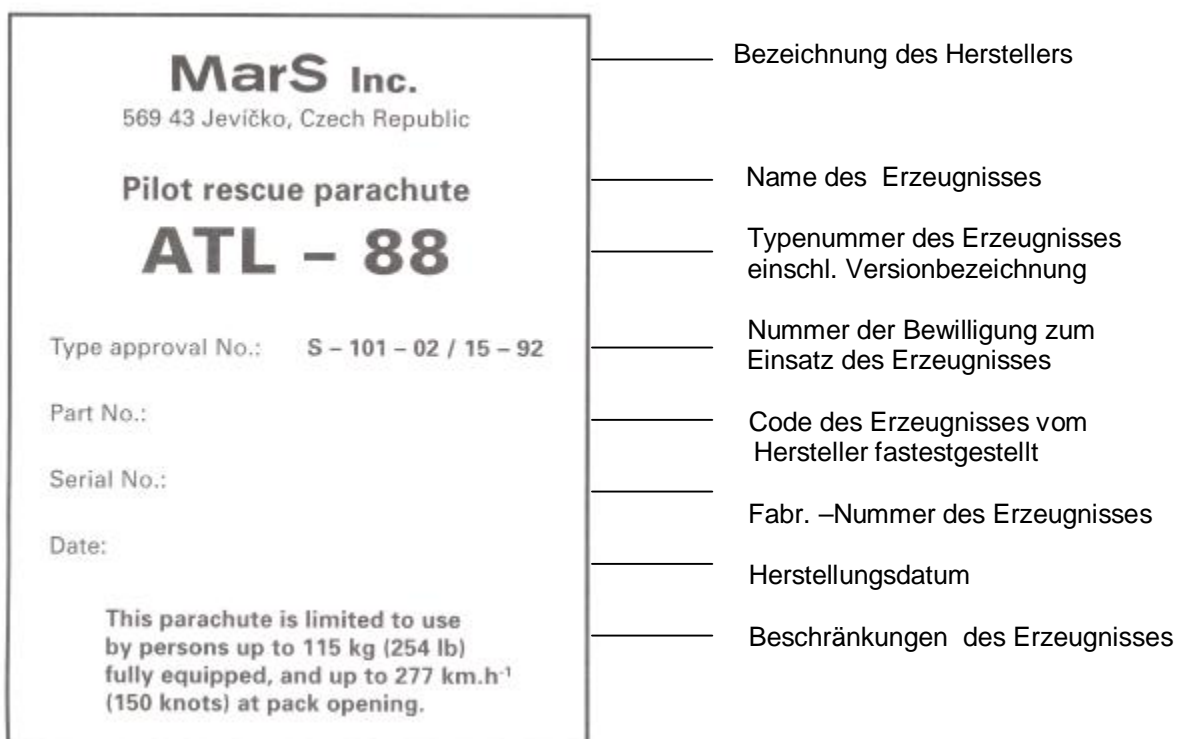 MarS Inc.
569 43 Jevíčko, Czech Republic
Pilot rescue parachute
ATL – 88
Type approval No.: S – 101 – 02 / 15 – 92
Part No.:
Serial No.:
Date:
This parachute is limited to use
by persons up to 115 kg (254 lb)
fully equipped, and up to 277 km.h⁻¹
(150 knots) at pack opening.
Bezeichnung des Herstellers
Name des Erzeugnisses
Typenummer des Erzeugnisses
einschl. Versionbezeichnung
Nummer der Bewilligung zum
Einsatz des Erzeugnisses
Code des Erzeugnisses vom
Hersteller fastestgestellt
Fabr. –Nummer des Erzeugnisses
Herstellungsdatum
Beschränkungen des Erzeugnisses